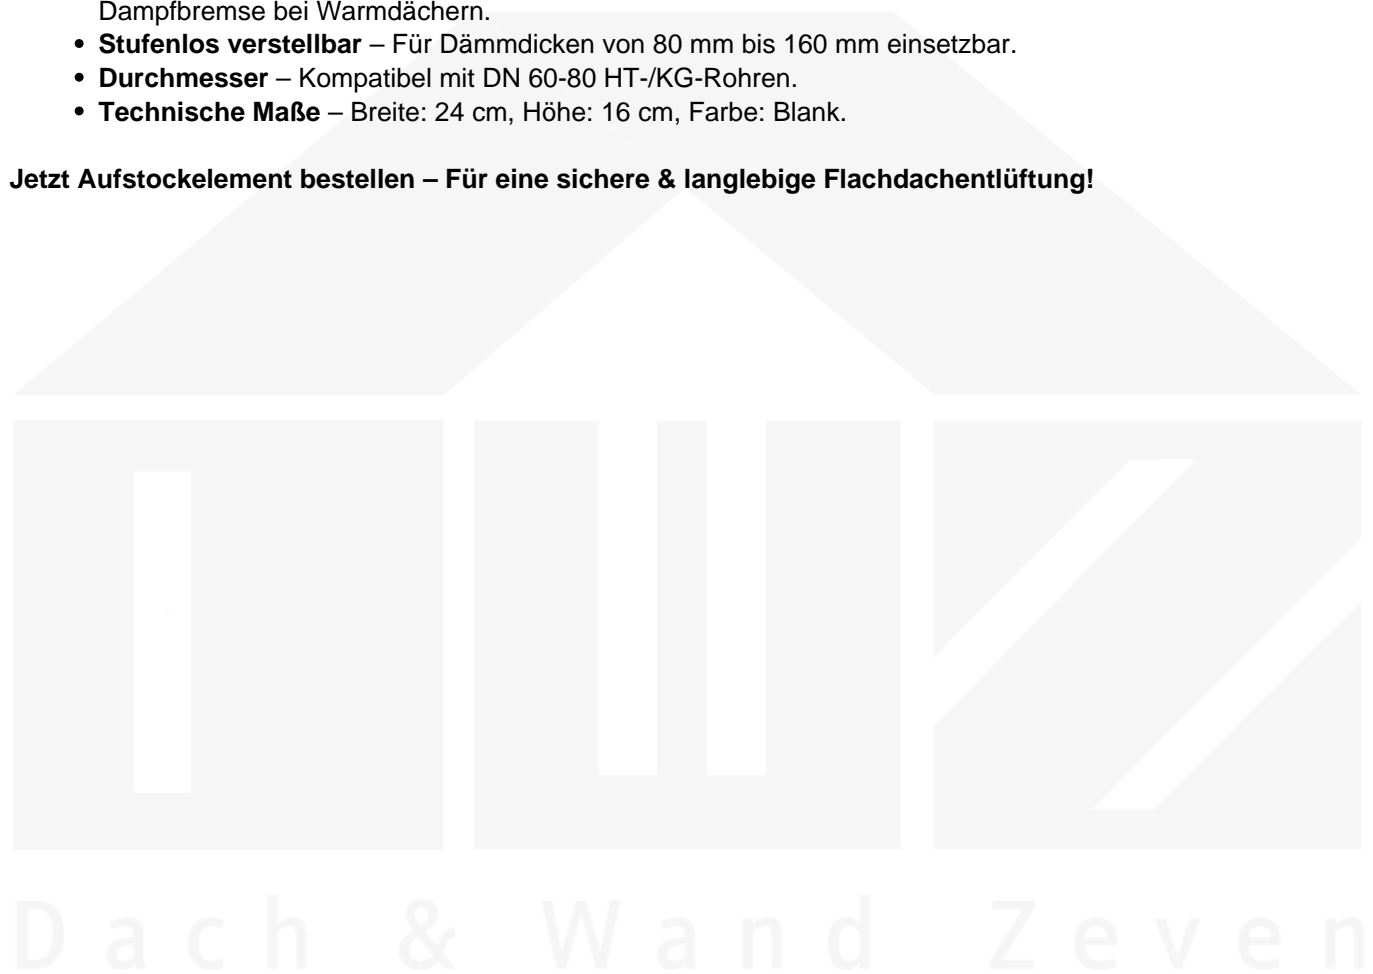 Dampfbremse bei Warmdächern.
• Stufenlos verstellbar – Für Dämmdicken von 80 mm bis 160 mm einsetzbar.
• Durchmesser – Kompatibel mit DN 60-80 HT-/KG-Rohren.
• Technische Maße – Breite: 24 cm, Höhe: 16 cm, Farbe: Blank.
Jetzt Aufstockelement bestellen – Für eine sichere & langlebige Flachdachentlüftung!
Dach & Wand Zeven